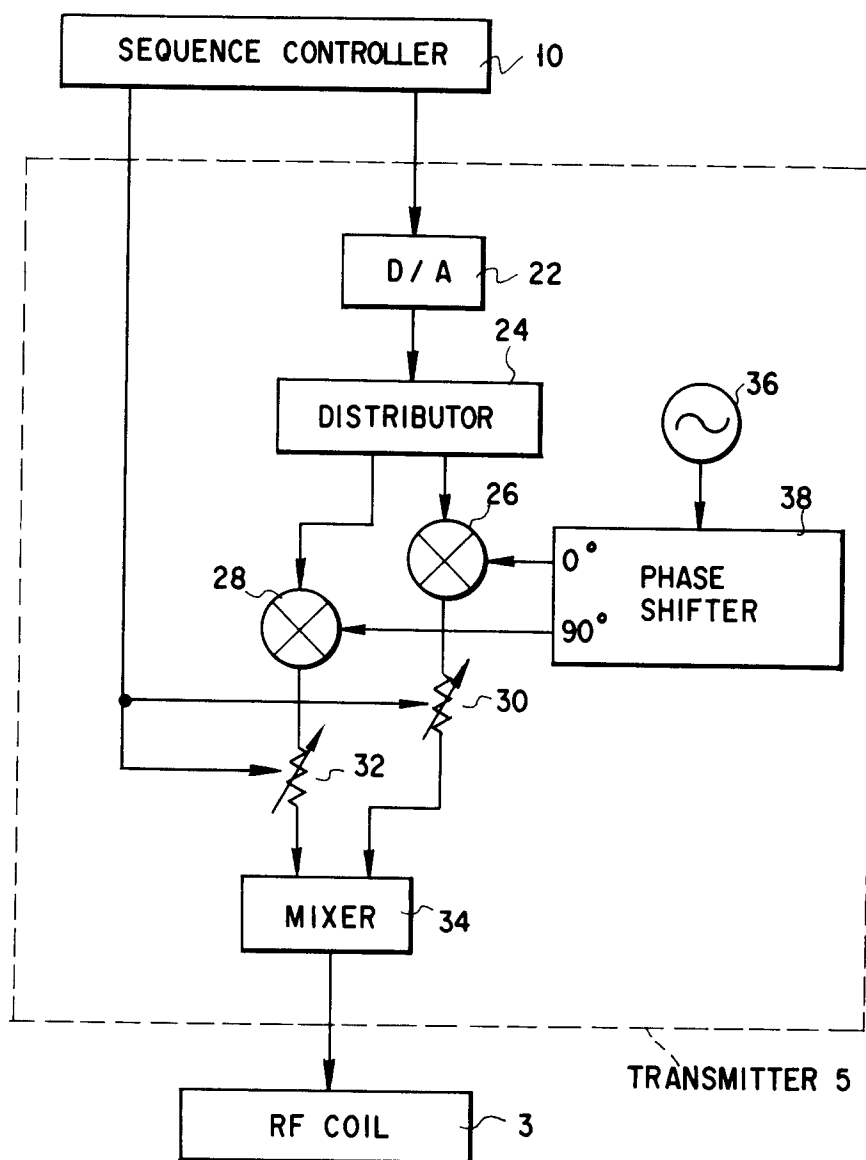 SEQUENCE CONTROLLER
10
D/A
22
24
DISTRIBUTOR
36
26
38
0°
PHASE
SHIFTER
28
90°
30
32
MIXER
34
TRANSMITTER 5
RF COIL
3